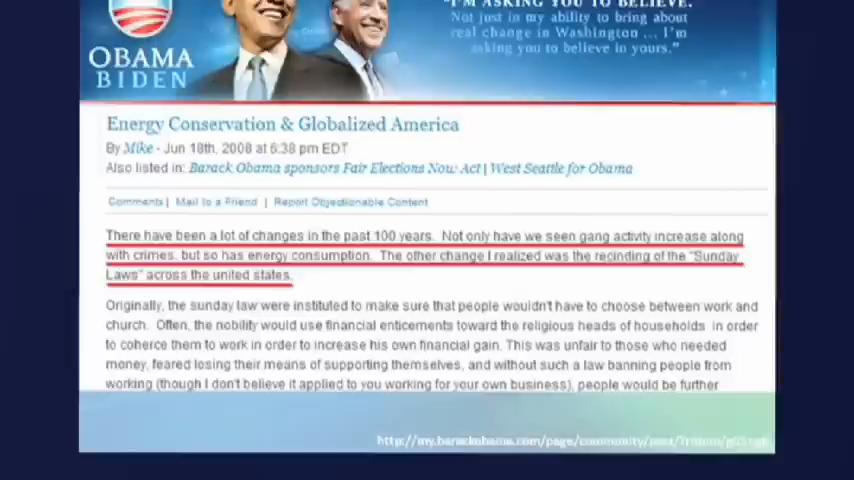 "I'M ASKING YOU TO BELIEVE.
Not just in my ability to bring about
real change in Washington ... I'm
asking you to believe in yours."
OBAMA
BIDEN
Energy Conservation & Globalized America
By Mike - Jun 18th, 2008 at 6:38 pm EDT
Also listed in: Barack Obama sponsors Fair Elections Now Act | West Seattle for Obama
Comments | Mail to a Friend | Report Objectionable Content
There have been a lot of changes in the past 100 years. Not only have we seen gang activity increase along
with crimes, but so has energy consumption. The other change I realized was the recinding of the "Sunday
Laws" across the united states.
Originally, the sunday law were instituted to make sure that people wouldn't have to choose between work and
church. Often, the nobility would use financial enticements toward the religious heads of households in order
to coherce them to work in order to increase his own financial gain. This was unfair to those who needed
money, feared losing their means of supporting themselves, and without such a law banning people from
working (though I don't believe it applied to you working for your own business), people would be further
http://my.barackobama.com/page/community/post/